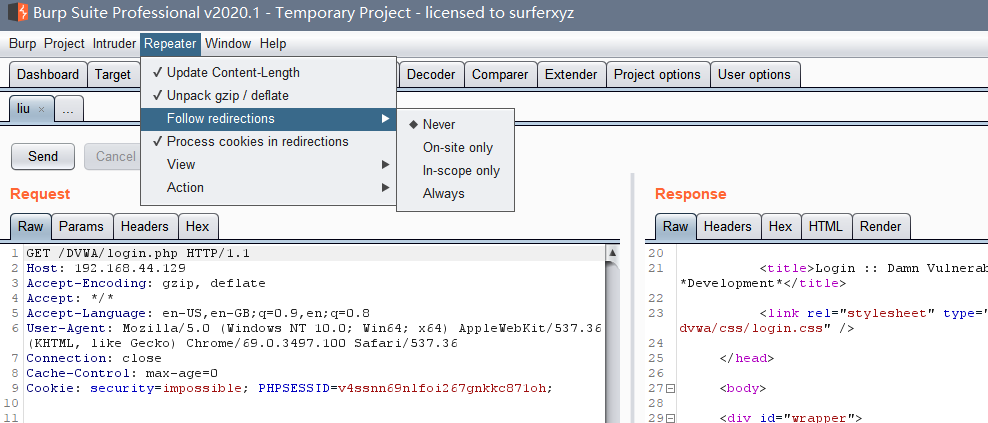 Burp Suite Professional v2020.1 - Temporary Project - licensed to surferxyz
Burp Project Intruder Repeater Window Help
Dashboard Target Decoder Comparer Extender Project options User options
✓ Update Content-Length
✓ Unpack gzip / deflate
Follow redirections
✓ Process cookies in redirections
View
Action
◆ Never
On-site only
In-scope only
Always
liu × ...
Send Cancel
Request
Raw Params Headers Hex
1 GET /DVWA/login.php HTTP/1.1
2 Host: 192.168.44.129
3 Accept-Encoding: gzip, deflate
4 Accept: */*
5 Accept-Language: en-US,en-GB;q=0.9,en;q=0.8
6 User-Agent: Mozilla/5.0 (Windows NT 10.0; Win64; x64) AppleWebKit/537.36
(KHTML, like Gecko) Chrome/69.0.3497.100 Safari/537.36
7 Connection: close
8 Cache-Control: max-age=0
9 Cookie: security=impossible; PHPSESSID=v4ssnn69nlfoi267gnkkc87loh;
10
11
Response
Raw Headers Hex HTML Render
20
21 <title>Login :: Damn Vulnerab
*Development*</title>
22
23 <link rel="stylesheet" type="
dvwa/css/login.css" />
24
25 </head>
26
27 <body>
28
29 <div id="wrapper">